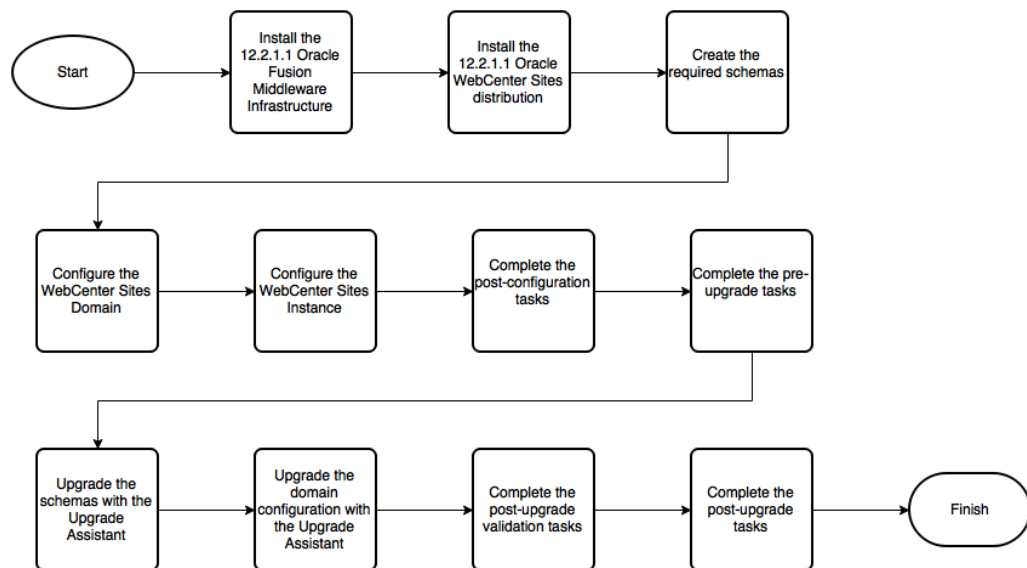 Start
Install the
12.2.1.1 Oracle
Fusion
Middleware
Infrastructure
Install the
12.2.1.1 Oracle
WebCenter Sites
distribution
Create the
required schemas
Configure the
WebCenter Sites
Domain
Configure the
WebCenter Sites
Instance
Complete the
post-configuration
tasks
Complete the pre-
upgrade tasks
Upgrade the
schemas with the
Upgrade
Assistant
Upgrade the
domain
configuration with
the Upgrade
Assistant
Complete the
post-upgrade
validation tasks
Complete the
post-upgrade
tasks
Finish